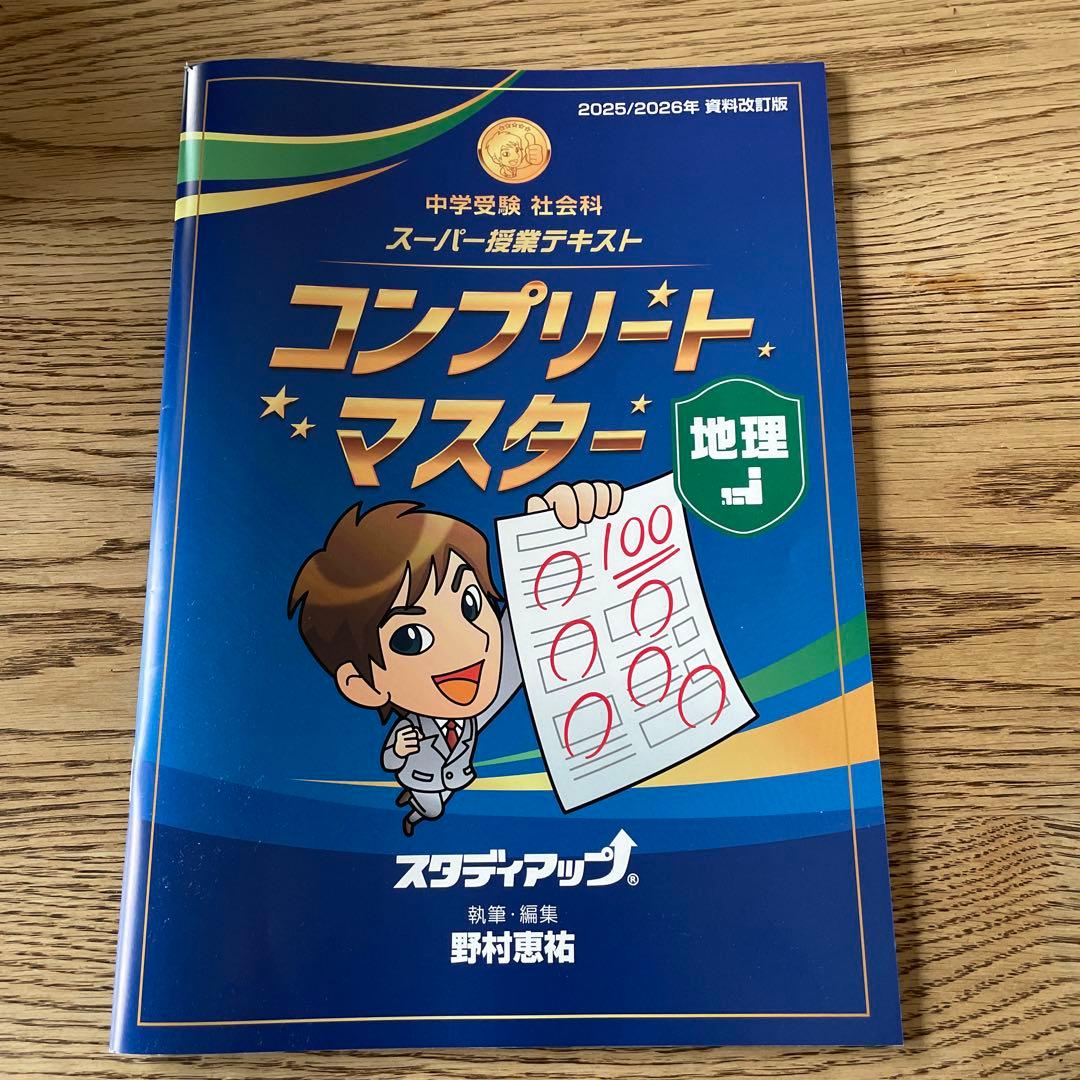 2025/2026年 資料改訂版
中学受験 社会科
スーパー授業テキスト
コンプリート
マスター
地理
100
スタディアップ®
執筆・編集
野村恵祐